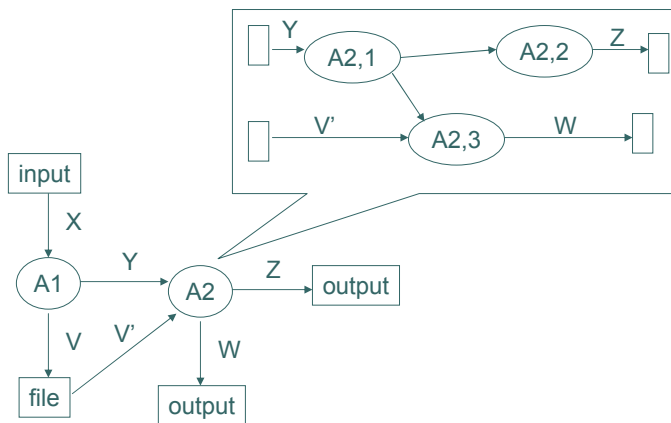 Y
A2,1
A2,2
Z
V'
A2,3
W
input
X
A1
Y
A2
Z
output
V
V'
W
file
output